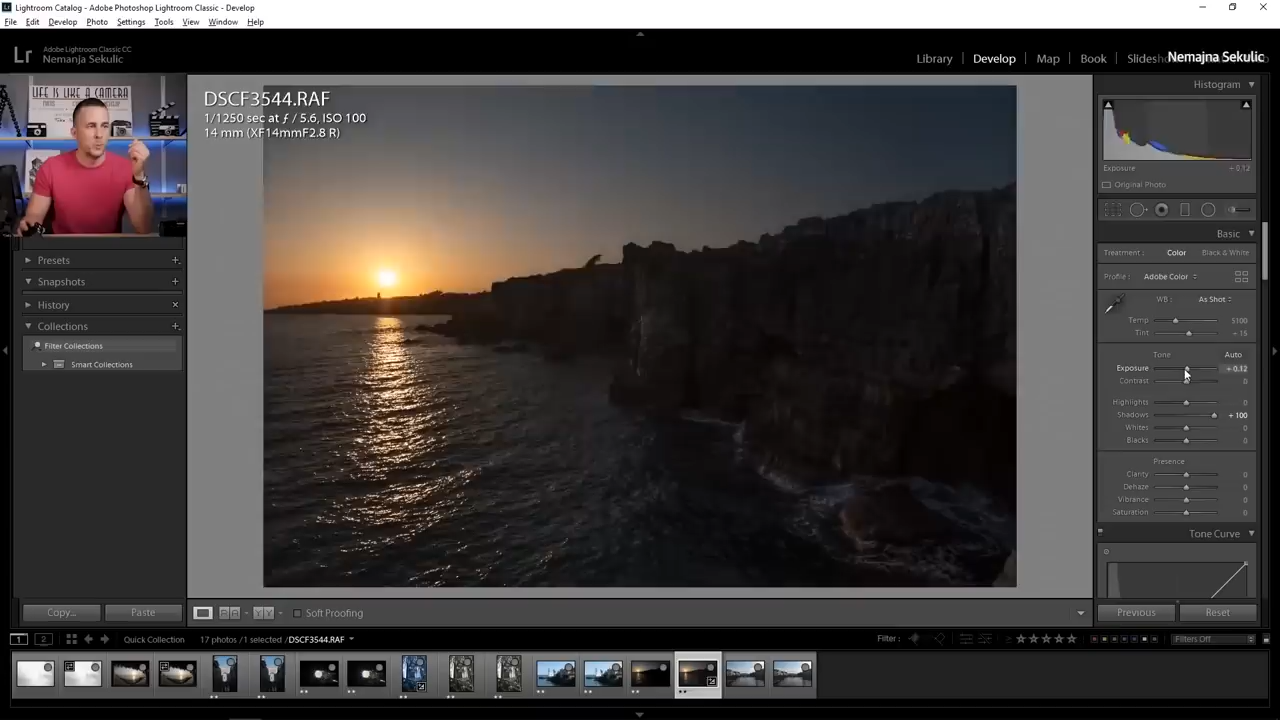 Lightroom Catalog - Adobe Photoshop Lightroom Classic - Develop
File Edit Develop Photo Settings Tools View Window Help
Lr
Adobe Lightroom Classic CC
Nemanja Sekulic
Library Develop Map Book Slidesh
Nemajna Sekulic
LIFE IS LIKE A CAMERA
DSCF3544.RAF
1/1250 sec at ƒ / 5.6, ISO 100
14 mm (XF14mmF2.8 R)
Presets
Snapshots
History
Collections
Filter Collections
Smart Collections
Copy...
Paste
Histogram
Exposure + 0.12
Original Photo
Basic
Treatment : Color Black & White
Profile : Adobe Color
WB : As Shot
Temp 5100
Tint + 15
Tone Auto
Exposure + 0.12
Contrast 0
Highlights 0
Shadows + 100
Whites 0
Blacks 0
Presence
Clarity 0
Dehaze 0
Vibrance 0
Saturation 0
Tone Curve
Previous
Reset
Soft Proofing
1 2 Quick Collection 17 photos /1 selected /DSCF3544.RAF
Filter : Filters Off